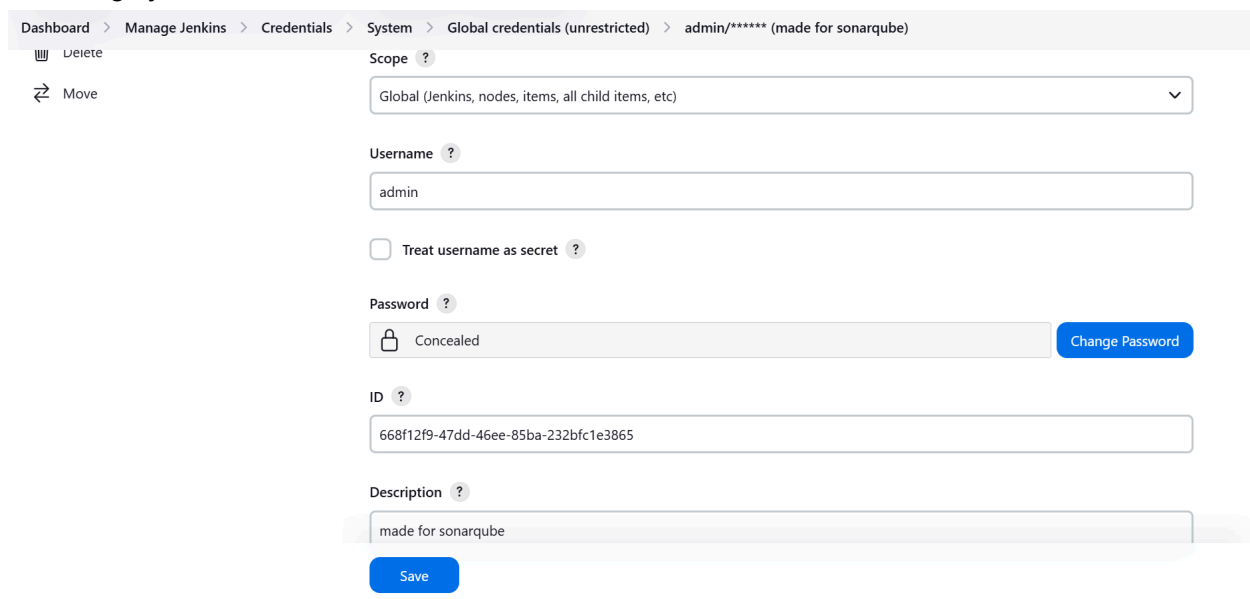 Dashboard > Manage Jenkins > Credentials > System > Global credentials (unrestricted) > admin/****** (made for sonarqube)
Delete
Move
Scope ?
Global (Jenkins, nodes, items, all child items, etc)
Username ?
admin
Treat username as secret ?
Password ?
Concealed
Change Password
ID ?
668f12f9-47dd-46ee-85ba-232bfc1e3865
Description ?
made for sonarqube
Save